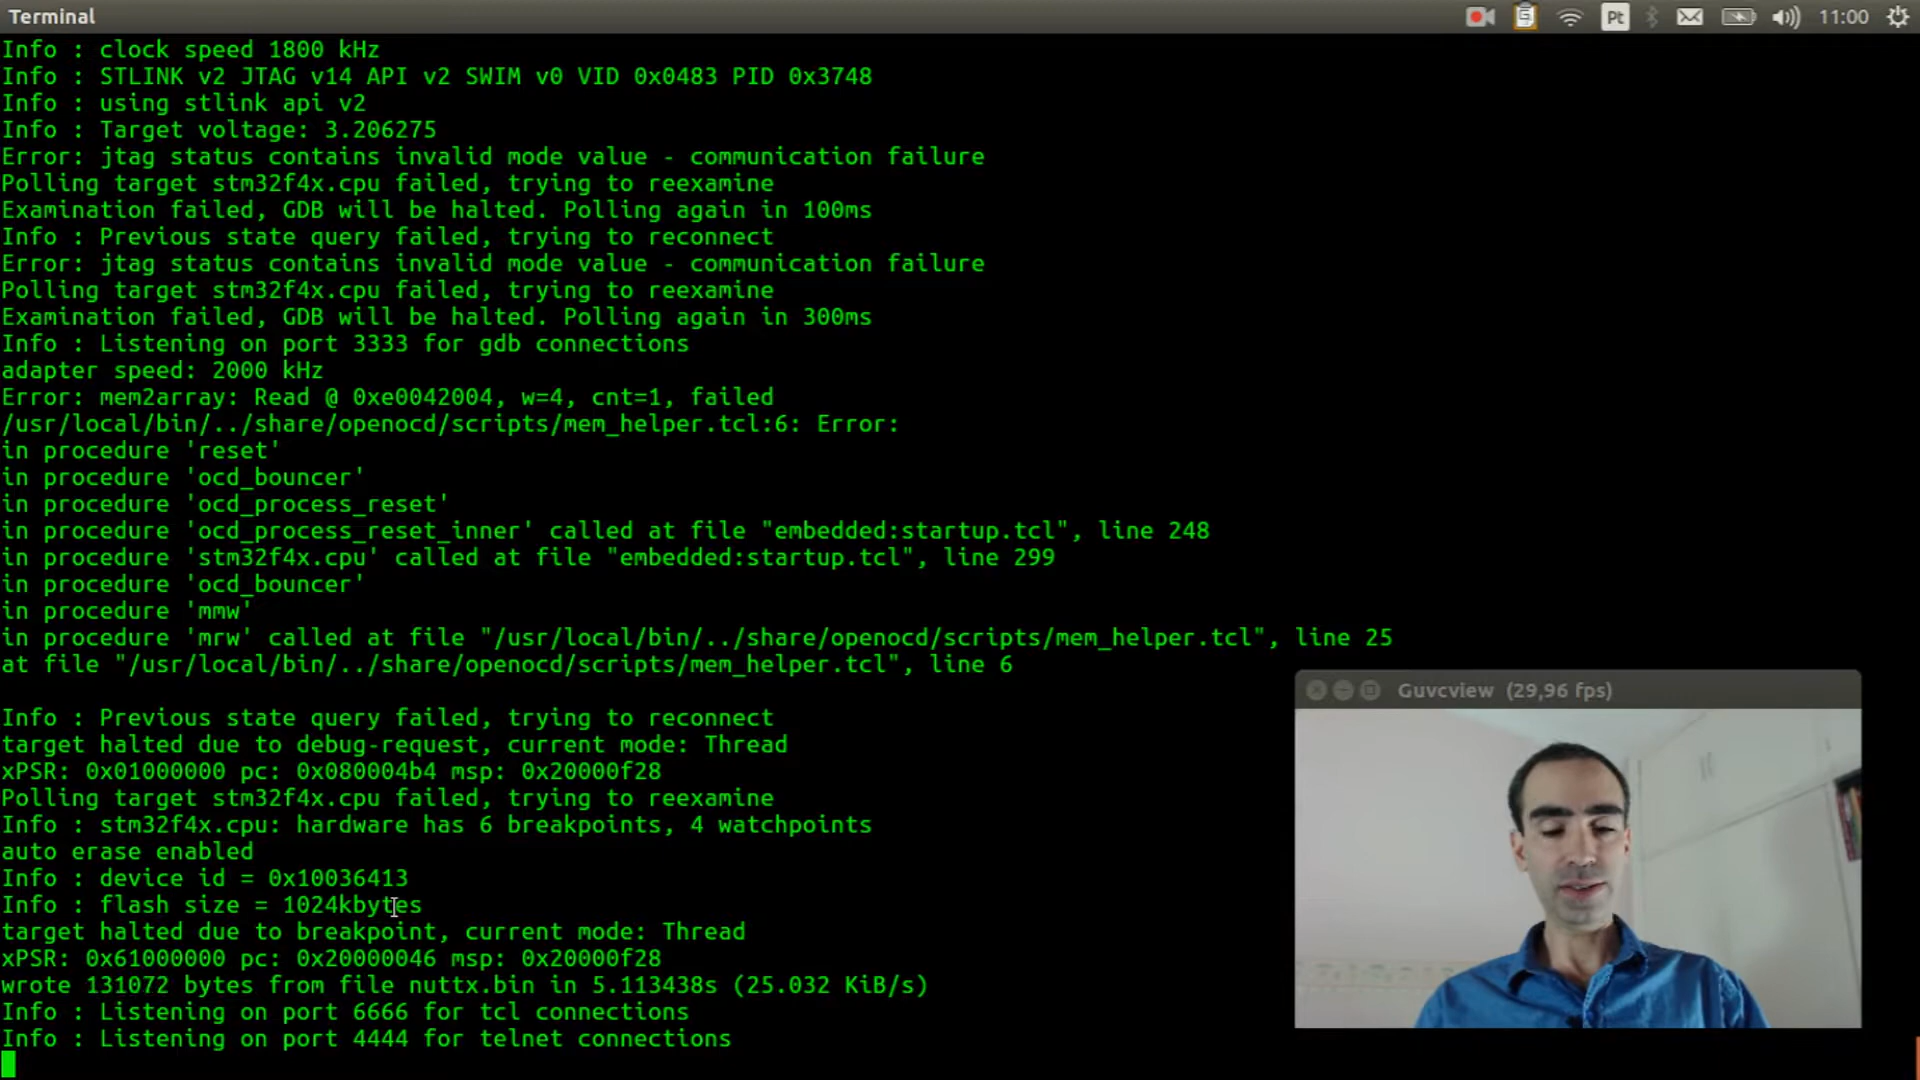 Terminal
Pt
11:00
Info : clock speed 1800 kHz
Info : STLINK v2 JTAG v14 API v2 SWIM v0 VID 0x0483 PID 0x3748
Info : using stlink api v2
Info : Target voltage: 3.206275
Error: jtag status contains invalid mode value - communication failure
Polling target stm32f4x.cpu failed, trying to reexamine
Examination failed, GDB will be halted. Polling again in 100ms
Info : Previous state query failed, trying to reconnect
Error: jtag status contains invalid mode value - communication failure
Polling target stm32f4x.cpu failed, trying to reexamine
Examination failed, GDB will be halted. Polling again in 300ms
Info : Listening on port 3333 for gdb connections
adapter speed: 2000 kHz
Error: mem2array: Read @ 0xe0042004, w=4, cnt=1, failed
/usr/local/bin/../share/openocd/scripts/mem_helper.tcl:6: Error:
in procedure 'reset'
in procedure 'ocd_bouncer'
in procedure 'ocd_process_reset'
in procedure 'ocd_process_reset_inner' called at file "embedded:startup.tcl", line 248
in procedure 'stm32f4x.cpu' called at file "embedded:startup.tcl", line 299
in procedure 'ocd_bouncer'
in procedure 'mmw'
in procedure 'mrw' called at file "/usr/local/bin/../share/openocd/scripts/mem_helper.tcl", line 25
at file "/usr/local/bin/../share/openocd/scripts/mem_helper.tcl", line 6
Info : Previous state query failed, trying to reconnect
target halted due to debug-request, current mode: Thread
xPSR: 0x01000000 pc: 0x080004b4 msp: 0x20000f28
Polling target stm32f4x.cpu failed, trying to reexamine
Info : stm32f4x.cpu: hardware has 6 breakpoints, 4 watchpoints
auto erase enabled
Info : device id = 0x10036413
Info : flash size = 1024kbytes
target halted due to breakpoint, current mode: Thread
xPSR: 0x61000000 pc: 0x20000046 msp: 0x20000f28
wrote 131072 bytes from file nuttx.bin in 5.113438s (25.032 KiB/s)
Info : Listening on port 6666 for tcl connections
Info : Listening on port 4444 for telnet connections
Guvcview (29,96 fps)